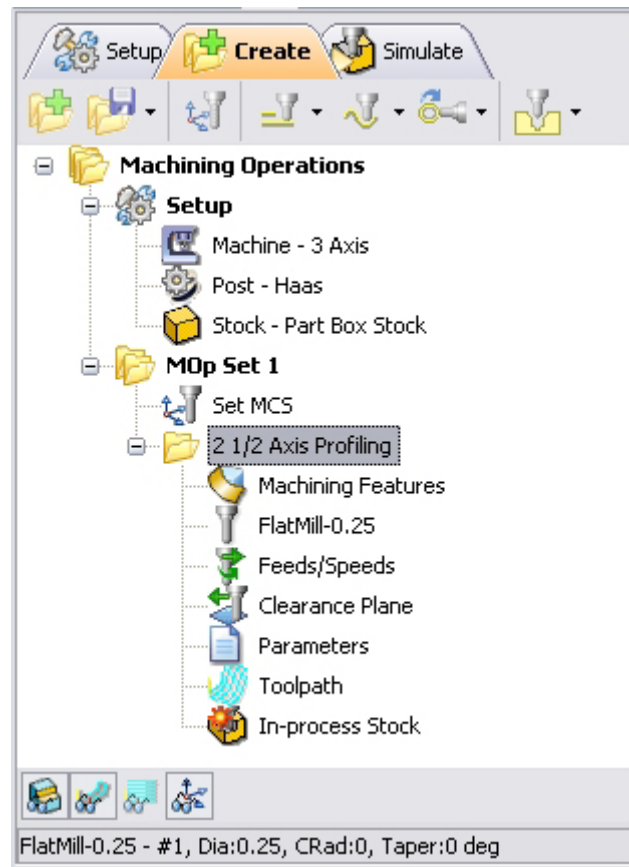 Setup Create Simulate
Machining Operations
Setup
Machine - 3 Axis
Post - Haas
Stock - Part Box Stock
MOp Set 1
Set MCS
2 1/2 Axis Profiling
Machining Features
FlatMill-0.25
Feeds/Speeds
Clearance Plane
Parameters
Toolpath
In-process Stock
FlatMill-0.25 - #1, Dia:0.25, CRad:0, Taper:0 deg